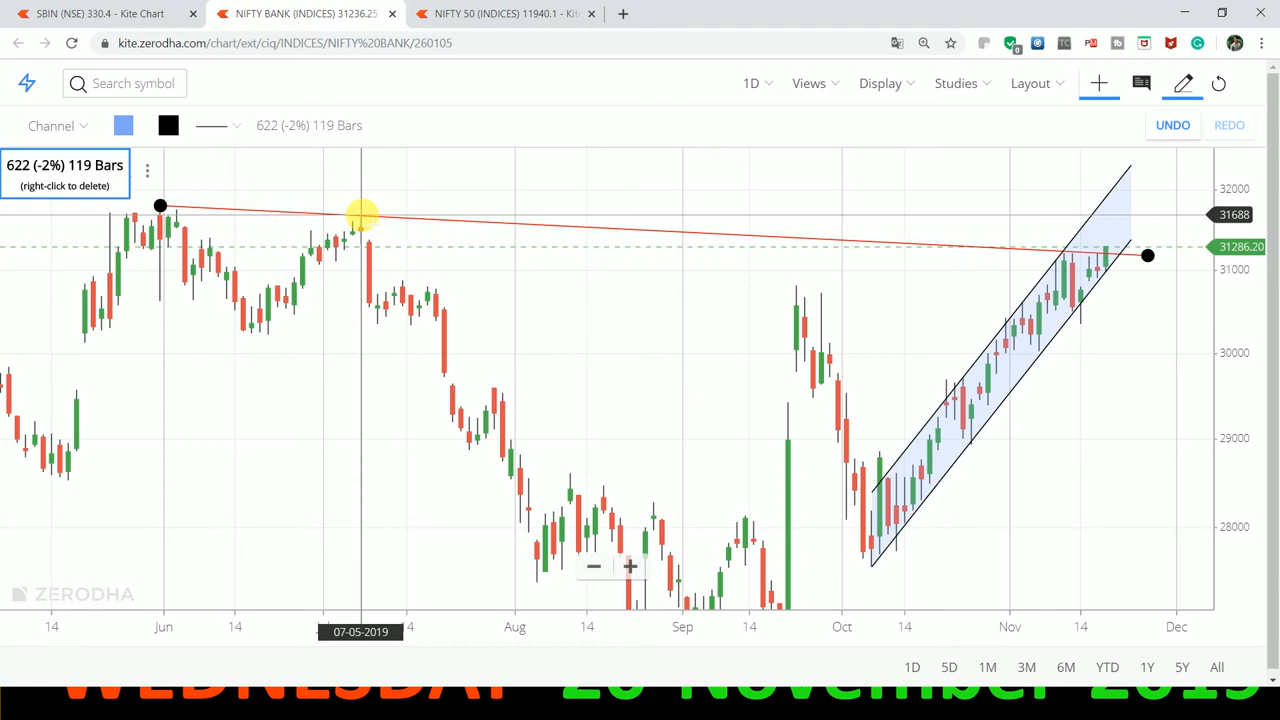 SBIN (NSE) 330.4 - Kite Chart
NIFTY BANK (INDICES) 31236.25
NIFTY 50 (INDICES) 11940.1 - Kit
kite.zerodha.com/chart/ext/ciq/INDICES/NIFTY%20BANK/260105
Search symbol
1D
Views
Display
Studies
Layout
Channel
622 (-2%) 119 Bars
UNDO
REDO
622 (-2%) 119 Bars
(right-click to delete)
32000
31688
31286.20
31000
30000
29000
28000
ZERODHA
14
Jun
14
07-05-2019
Aug
14
Sep
14
Oct
14
Nov
14
Dec
1D
5D
1M
3M
6M
YTD
1Y
5Y
All
WEDNESDAY 20 November 2019